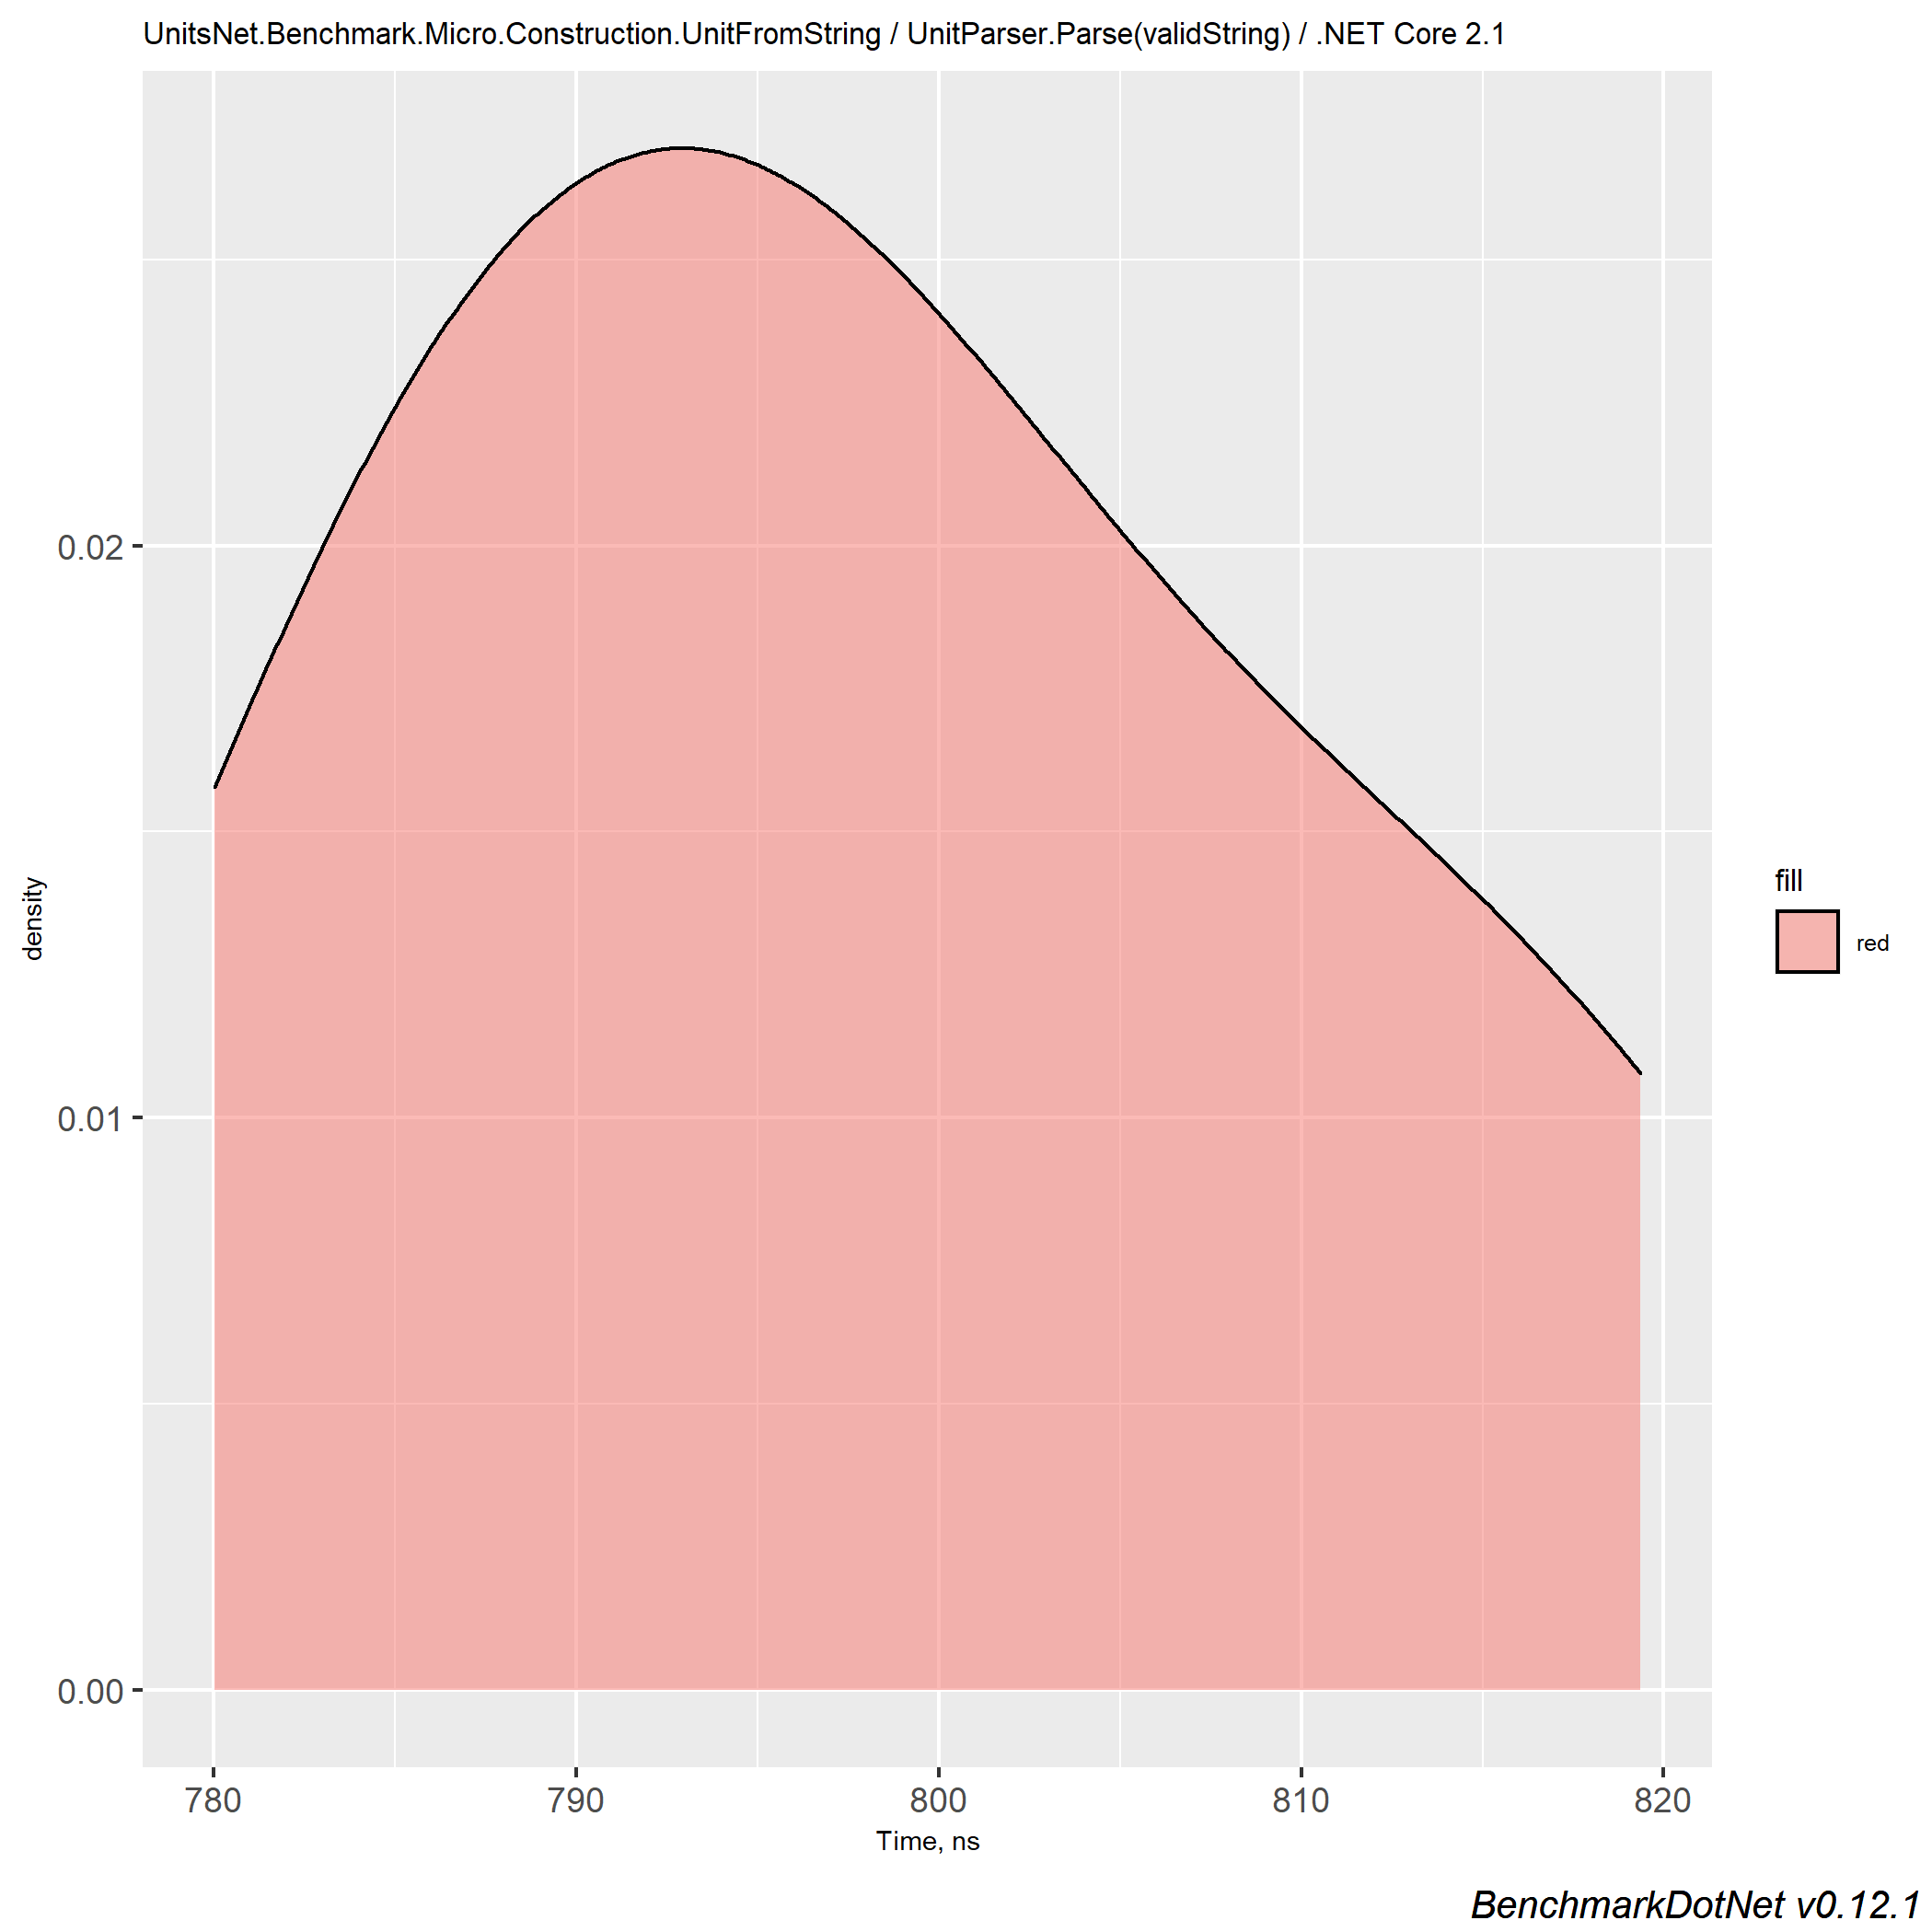 UnitsNet.Benchmark.Micro.Construction.UnitFromString / UnitParser.Parse(validString) / .NET Core 2.1
density
0.02
0.01
0.00
780 790 800 810 820
Time, ns
fill
red
BenchmarkDotNet v0.12.1